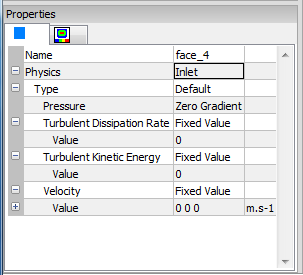 Properties
Name face_4
Physics Inlet
Type Default
Pressure Zero Gradient
Turbulent Dissipation Rate Fixed Value
Value 0
Turbulent Kinetic Energy Fixed Value
Value 0
Velocity Fixed Value
Value 0 0 0 m.s-1